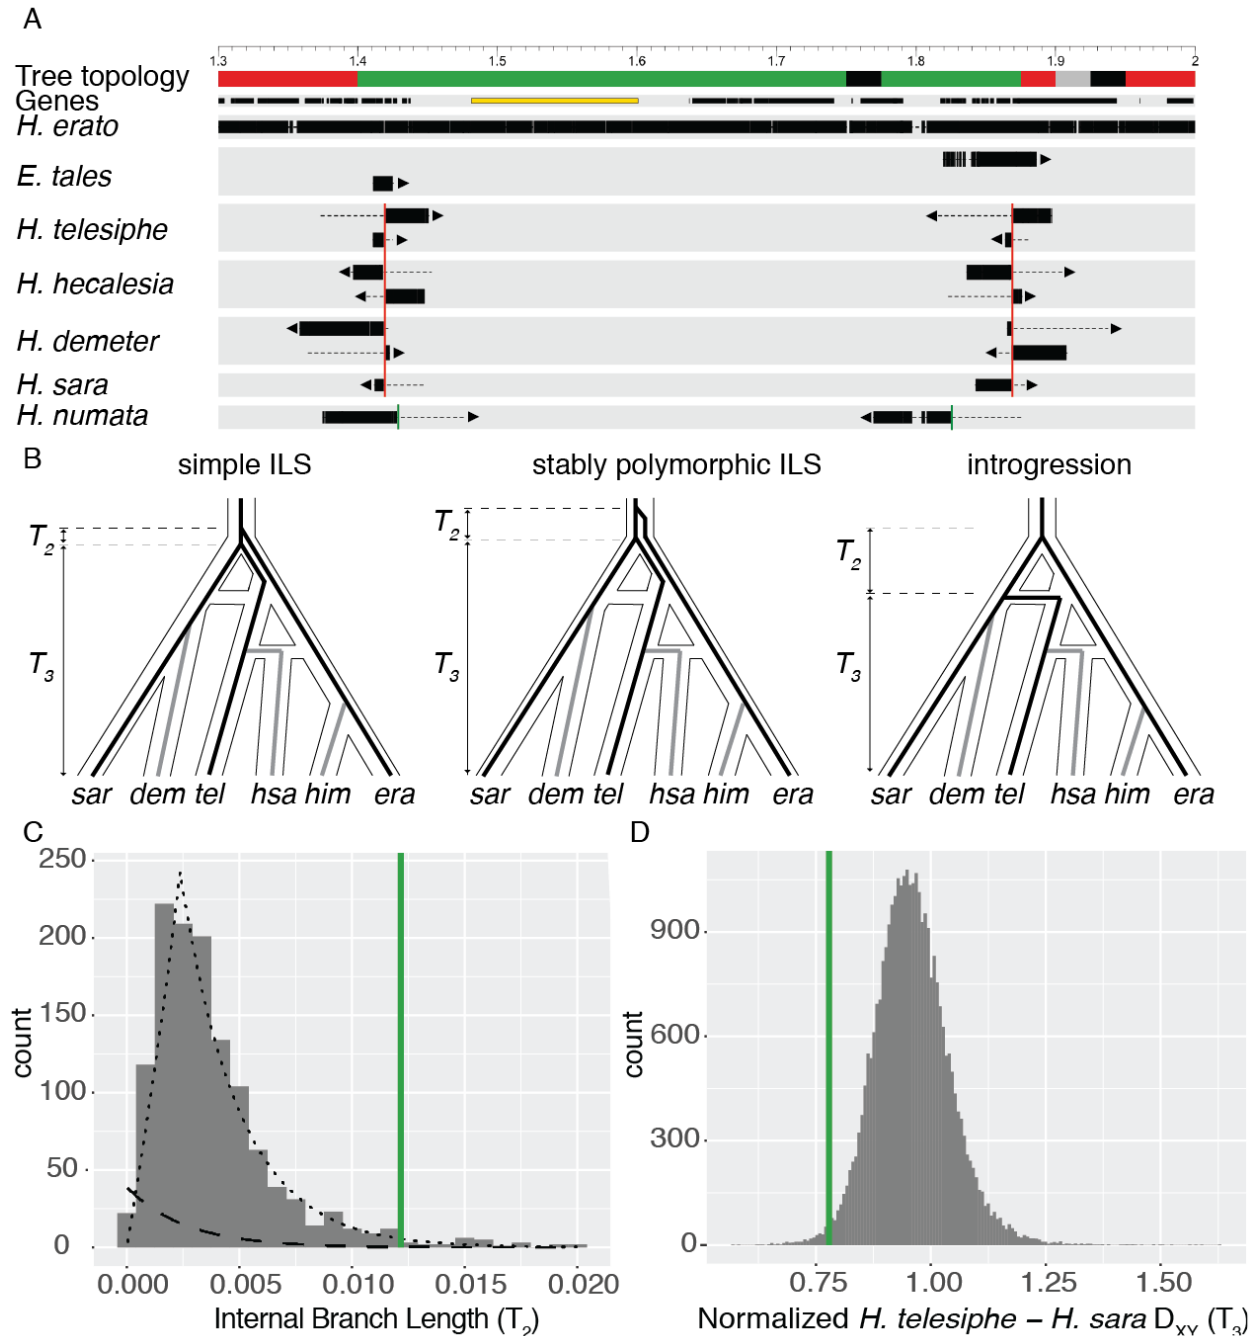 A
1.3 1.4 1.5 1.6 1.7 1.8 1.9 2
Tree topology
Genes
H. erato
E. tales
H. telesiphe
H. hecalesia
H. demeter
H. sara
H. numata
B
simple ILS stably polymorphic ILS introgression
T2 T2 T2
T3 T3 T3
sar dem tel hsa him era sar dem tel hsa him era sar dem tel hsa him era
C
250
200
150
100
50
0
count
0.000 0.005 0.010 0.015 0.020
Internal Branch Length (T2)
D
900
600
300
0
count
0.75 1.00 1.25 1.50
Normalized H. telesiphe – H. sara DXY (T3)